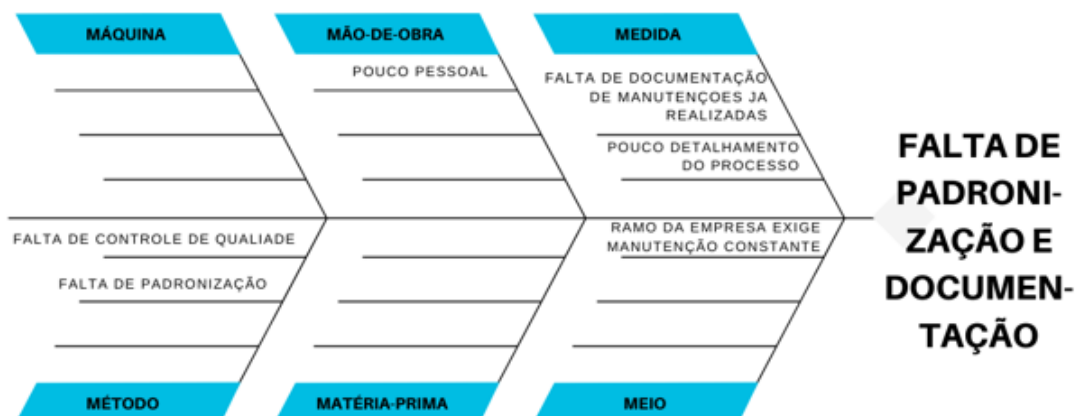 MÁQUINA
MÃO-DE-OBRA
MEDIDA
POUCO PESSOAL
FALTA DE DOCUMENTAÇÃO
DE MANUTENÇOES JA
REALIZADAS
POUCO DETALHAMENTO
DO PROCESSO
FALTA DE
PADRONI-
ZAÇÃO E
DOCUMEN-
TAÇÃO
FALTA DE CONTROLE DE QUALIADE
FALTA DE PADRONIZAÇÃO
RAMO DA EMPRESA EXIGE
MANUTENÇÃO CONSTANTE
MÉTODO
MATÉRIA-PRIMA
MEIO